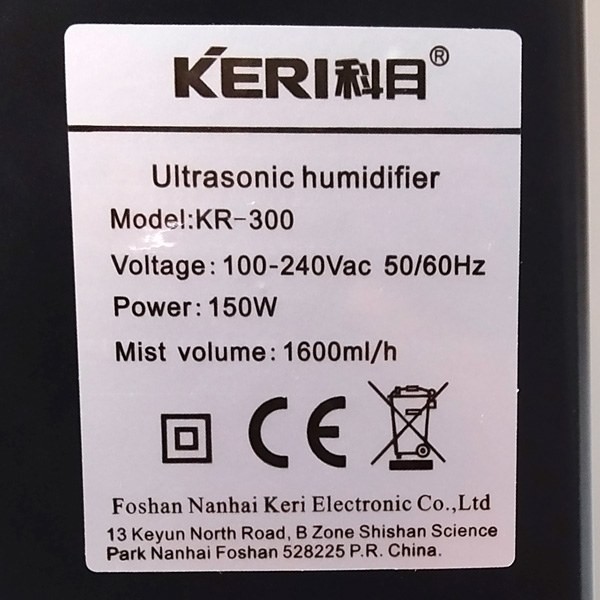 KERI科日®
Ultrasonic humidifier
Model:KR-300
Voltage: 100-240Vac 50/60Hz
Power: 150W
Mist volume: 1600ml/h
CE
Foshan Nanhai Keri Electronic Co.,Ltd
13 Keyun North Road, B Zone Shishan Science
Park Nanhai Foshan 528225 P.R. China.